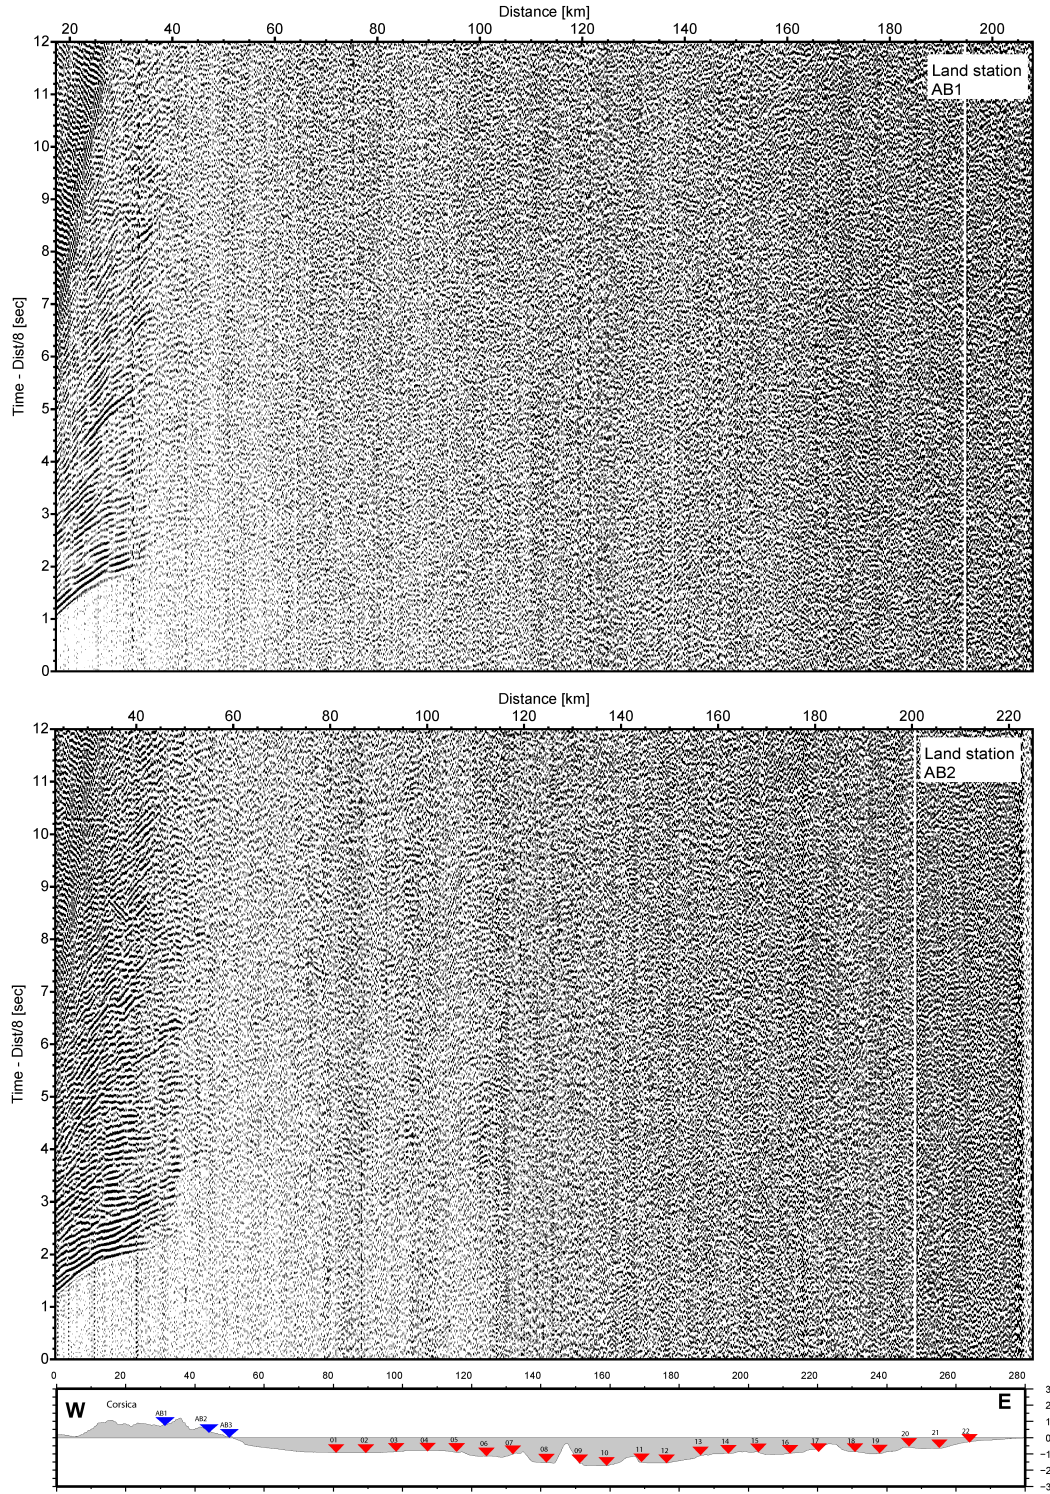 Distance [km]
20 40 60 80 100 120 140 160 180 200
12
11
10
9
8
7
6
5
4
3
2
1
0
Time - Dist/8 [sec]
Land station
AB1
Distance [km]
40 60 80 100 120 140 160 180 200 220
12
11
10
9
8
7
6
5
4
3
2
1
0
Time - Dist/8 [sec]
Land station
AB2
0 20 40 60 80 100 120 140 160 180 200 220 240 260 280
W
Corsica
E
AB1 AB2 AB3
01 02 03 04 05 06 07 08 09 10 11 12 13 14 15 16 17 18 19 20 21 22
3
2
1
0
−1
−2
−3